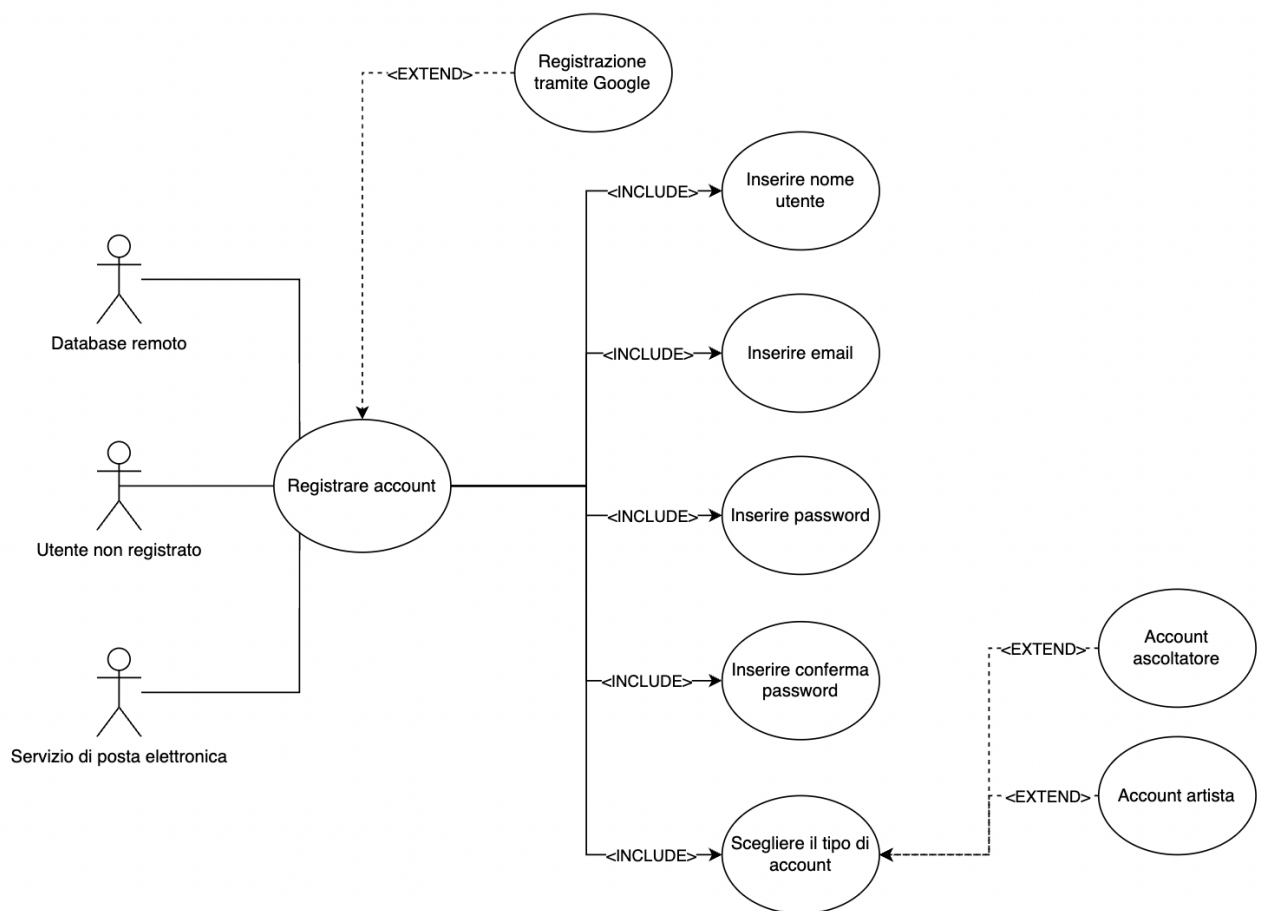 Registrazione
tramite Google
<EXTEND>
<INCLUDE>
Inserire nome
utente
Database remoto
<INCLUDE>
Inserire email
Registrare account
Utente non registrato
<INCLUDE>
Inserire password
<INCLUDE>
Inserire conferma
password
<EXTEND>
Account
ascoltatore
Servizio di posta elettronica
<EXTEND>
Account artista
<INCLUDE>
Scegliere il tipo di
account